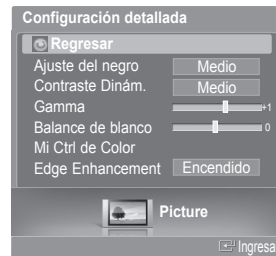 Configuración detallada
Regresar
Ajuste del negro Medio
Contraste Dinám. Medio
Gamma +1
Balance de blanco 0
Mi Ctrl de Color
Edge Enhancement Encendido
Picture
Ingresa